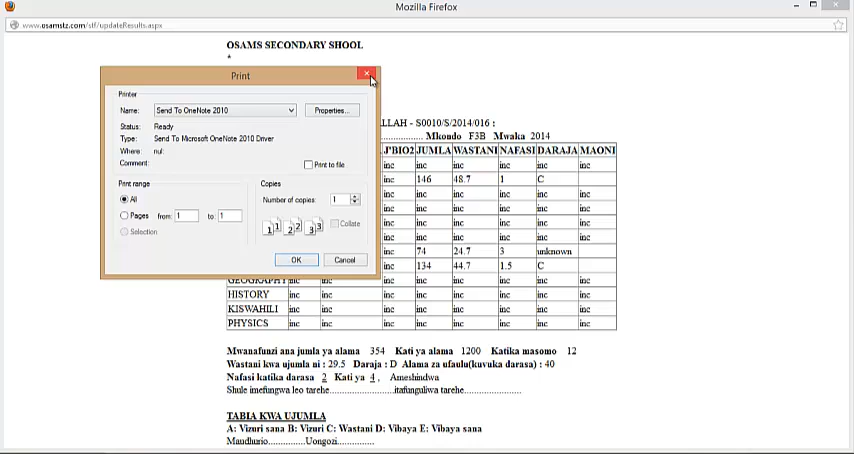 Mozilla Firefox
www.osamstz.com/stf/updateResults.aspx
OSAMS SECONDARY SHOOL
*
Print
Printer
Name: Send To OneNote 2010 Properties...
Status: Ready
Type: Send To Microsoft OneNote 2010 Driver
Where: nul:
Comment: Print to file
Print range
All
Pages from: 1 to: 1
Selection
Copies
Number of copies: 1
1 1 2 2 3 3 Collate
OK Cancel
LLAH - S0010/S/2014/016 :
Mkondo F3B Mwaka 2014
J'BIO2 JUMLA WASTANI NAFASI DARAJA MAONI
inc inc inc inc inc inc
inc 146 48.7 1 C
inc inc inc inc inc inc
inc inc inc inc inc inc
inc inc inc inc inc inc
inc inc inc inc inc inc
inc 74 24.7 3 unknown
inc 134 44.7 1.5 C
GEOGRAPHY inc inc inc inc inc inc inc inc
HISTORY inc inc inc inc inc inc inc inc
KISWAHILI inc inc inc inc inc inc inc inc
PHYSICS inc inc inc inc inc inc inc inc
Mwanafunzi ana jumla ya alama 354 Kati ya alama 1200 Katika masomo 12
Wastani kwa ujumla ni : 29.5 Daraja : D Alama za ufaulu(kuvuka darasa) : 40
Nafasi katika darasa 2 Kati ya 4 , Ameshindwa
Shule imefungwa leo tarehe.........................itafunguliwa tarehe......................
TABIA KWA UJUMLA
A: Vizuri sana B: Vizuri C: Wastani D: Vibaya E: Vibaya sana
Maudhurio...............Uongozi...............